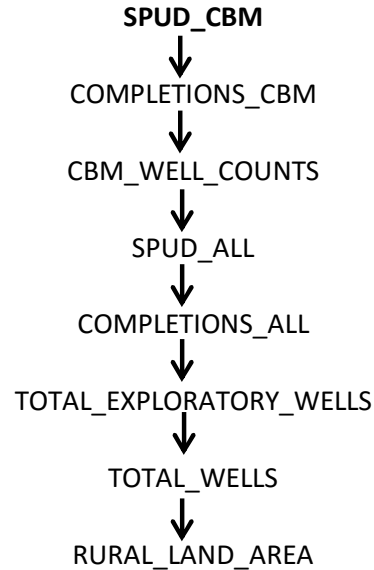 SPUD_CBM
COMPLETIONS_CBM
CBM_WELL_COUNTS
SPUD_ALL
COMPLETIONS_ALL
TOTAL_EXPLORATORY_WELLS
TOTAL_WELLS
RURAL_LAND_AREA